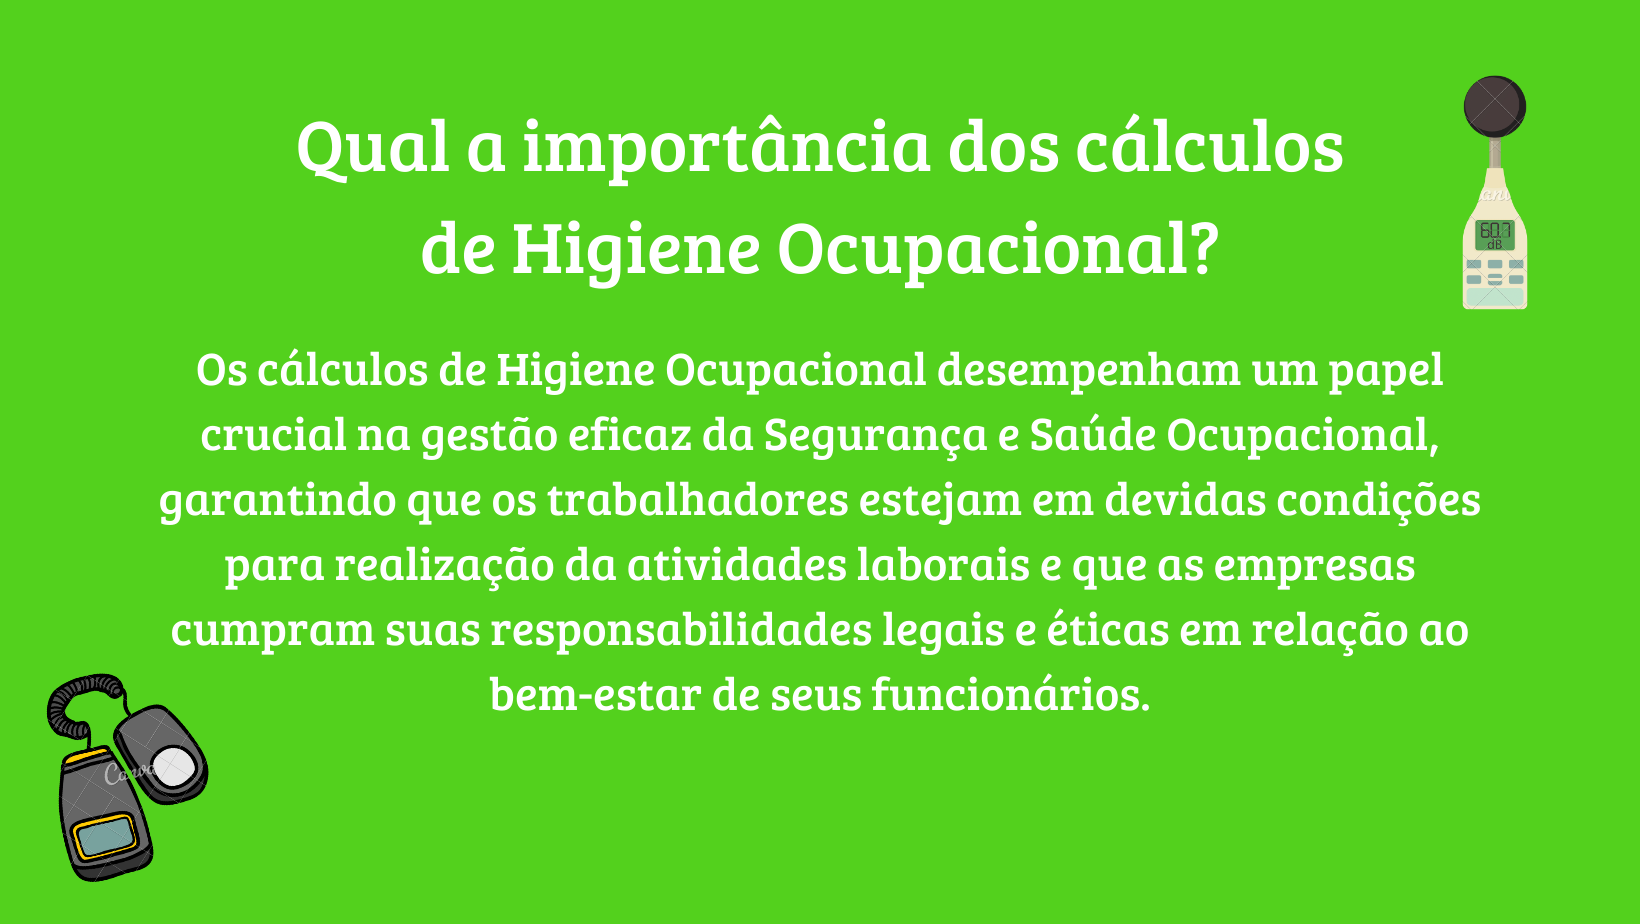 Qual a importância dos cálculos
de Higiene Ocupacional?
Os cálculos de Higiene Ocupacional desempenham um papel
crucial na gestão eficaz da Segurança e Saúde Ocupacional,
garantindo que os trabalhadores estejam em devidas condições
para realização da atividades laborais e que as empresas
cumpram suas responsabilidades legais e éticas em relação ao
bem-estar de seus funcionários.
60.7
dB
Canva